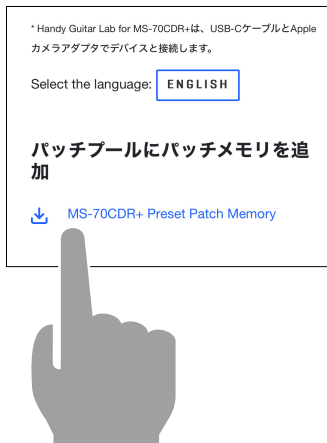 * Handy Guitar Lab for MS-70CDR+は、USB-CケーブルとApple
カメラアダプタでデバイスと接続します。
Select the language: ENGLISH
パッチプールにパッチメモリを追
加
MS-70CDR+ Preset Patch Memory